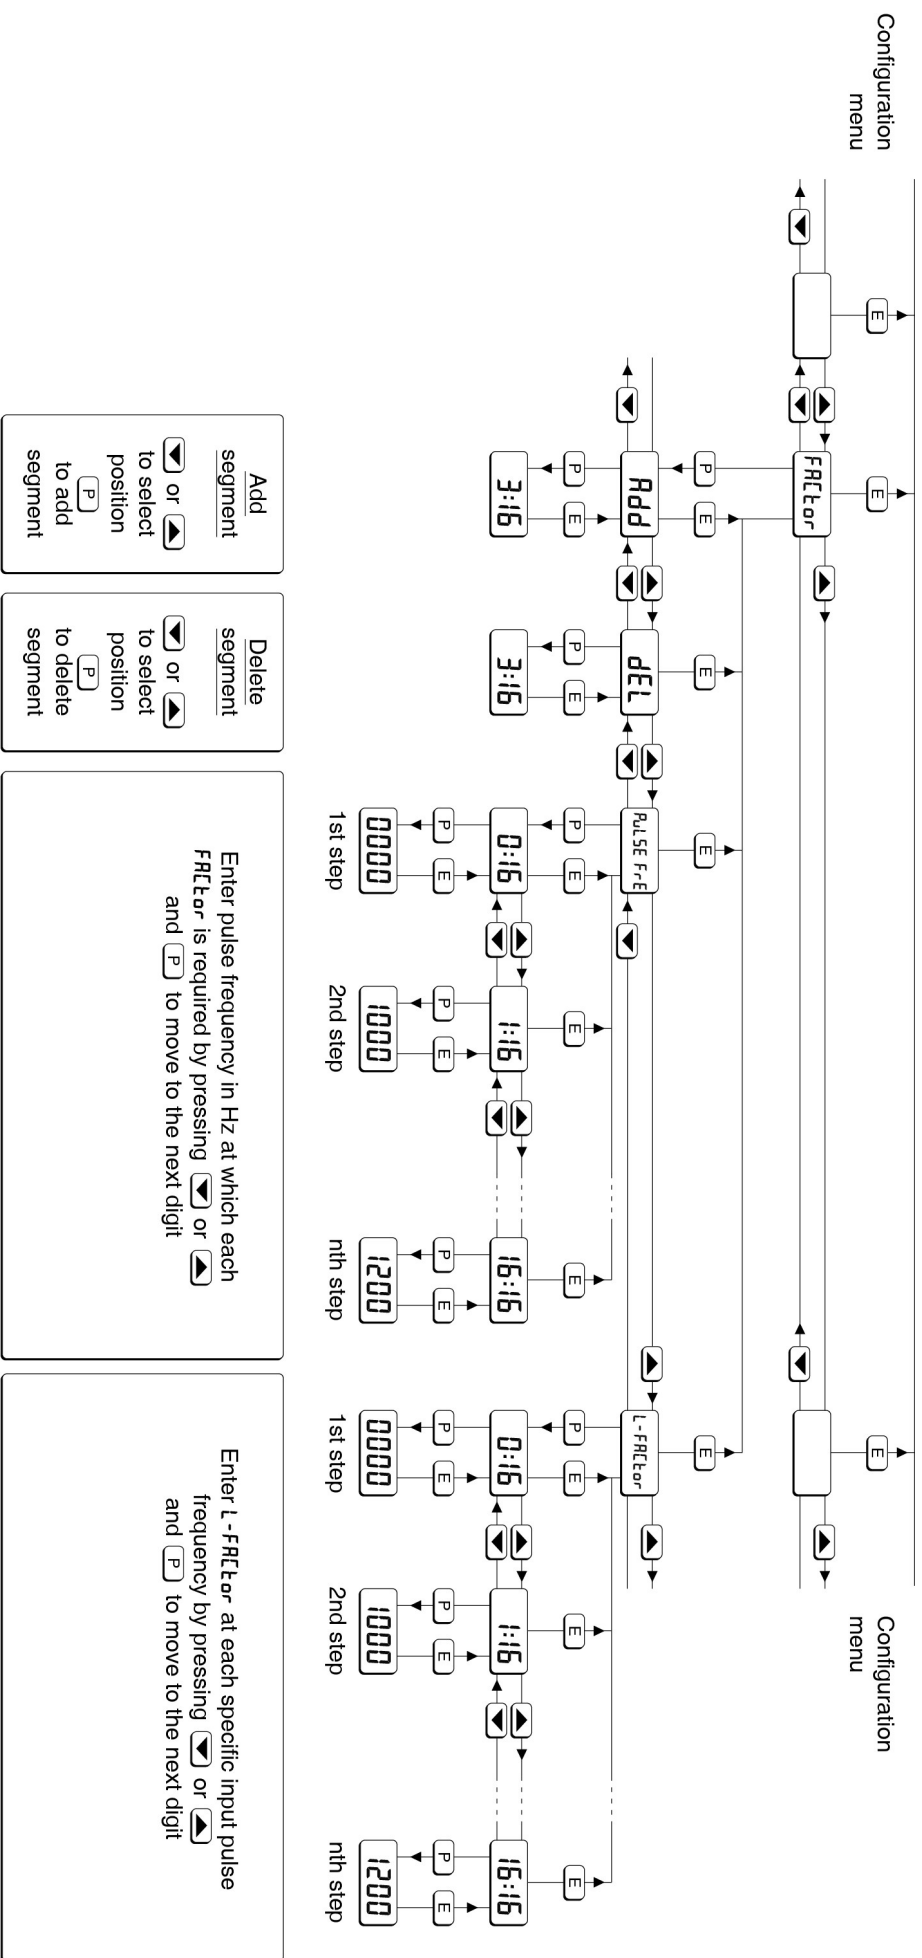 Configuration
menu
Configuration
menu
E
E
E
FACtor
P
E
E
E
E
Add
dEL
PuLSE FrE
L-FACtor
P
E
P
E
P
E
E
E
P
E
E
E
3:16
3:16
0:16
1:16
16:16
0:16
1:16
16:16
P
E
P
E
P
E
P
E
P
E
P
E
0000
1000
1200
0000
1000
1200
1st step
2nd step
nth step
1st step
2nd step
nth step
Add
segment
or
to select
position
P
to add
segment
Delete
segment
or
to select
position
P
to delete
segment
Enter pulse frequency in Hz at which each
FACtor is required by pressing or
and P to move to the next digit
Enter L-FACtor at each specific input pulse
frequency by pressing or
and P to move to the next digit